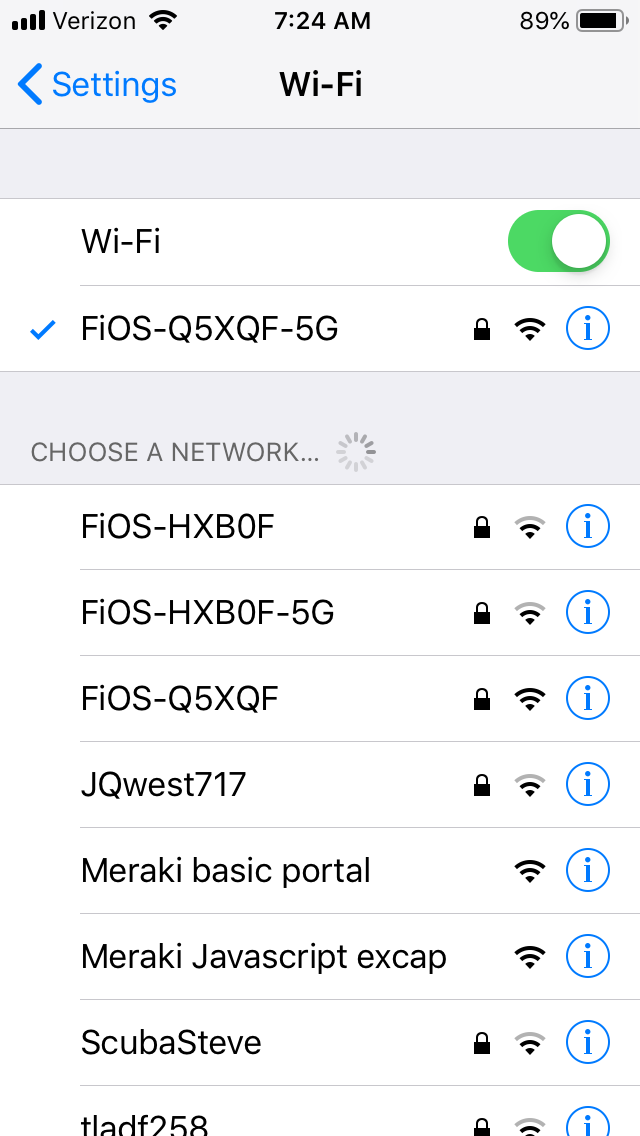 Verizon 7:24 AM 89%
Settings Wi-Fi
Wi-Fi
FiOS-Q5XQF-5G
CHOOSE A NETWORK...
FiOS-HXB0F
FiOS-HXB0F-5G
FiOS-Q5XQF
JQwest717
Meraki basic portal
Meraki Javascript excap
ScubaSteve
tladf258